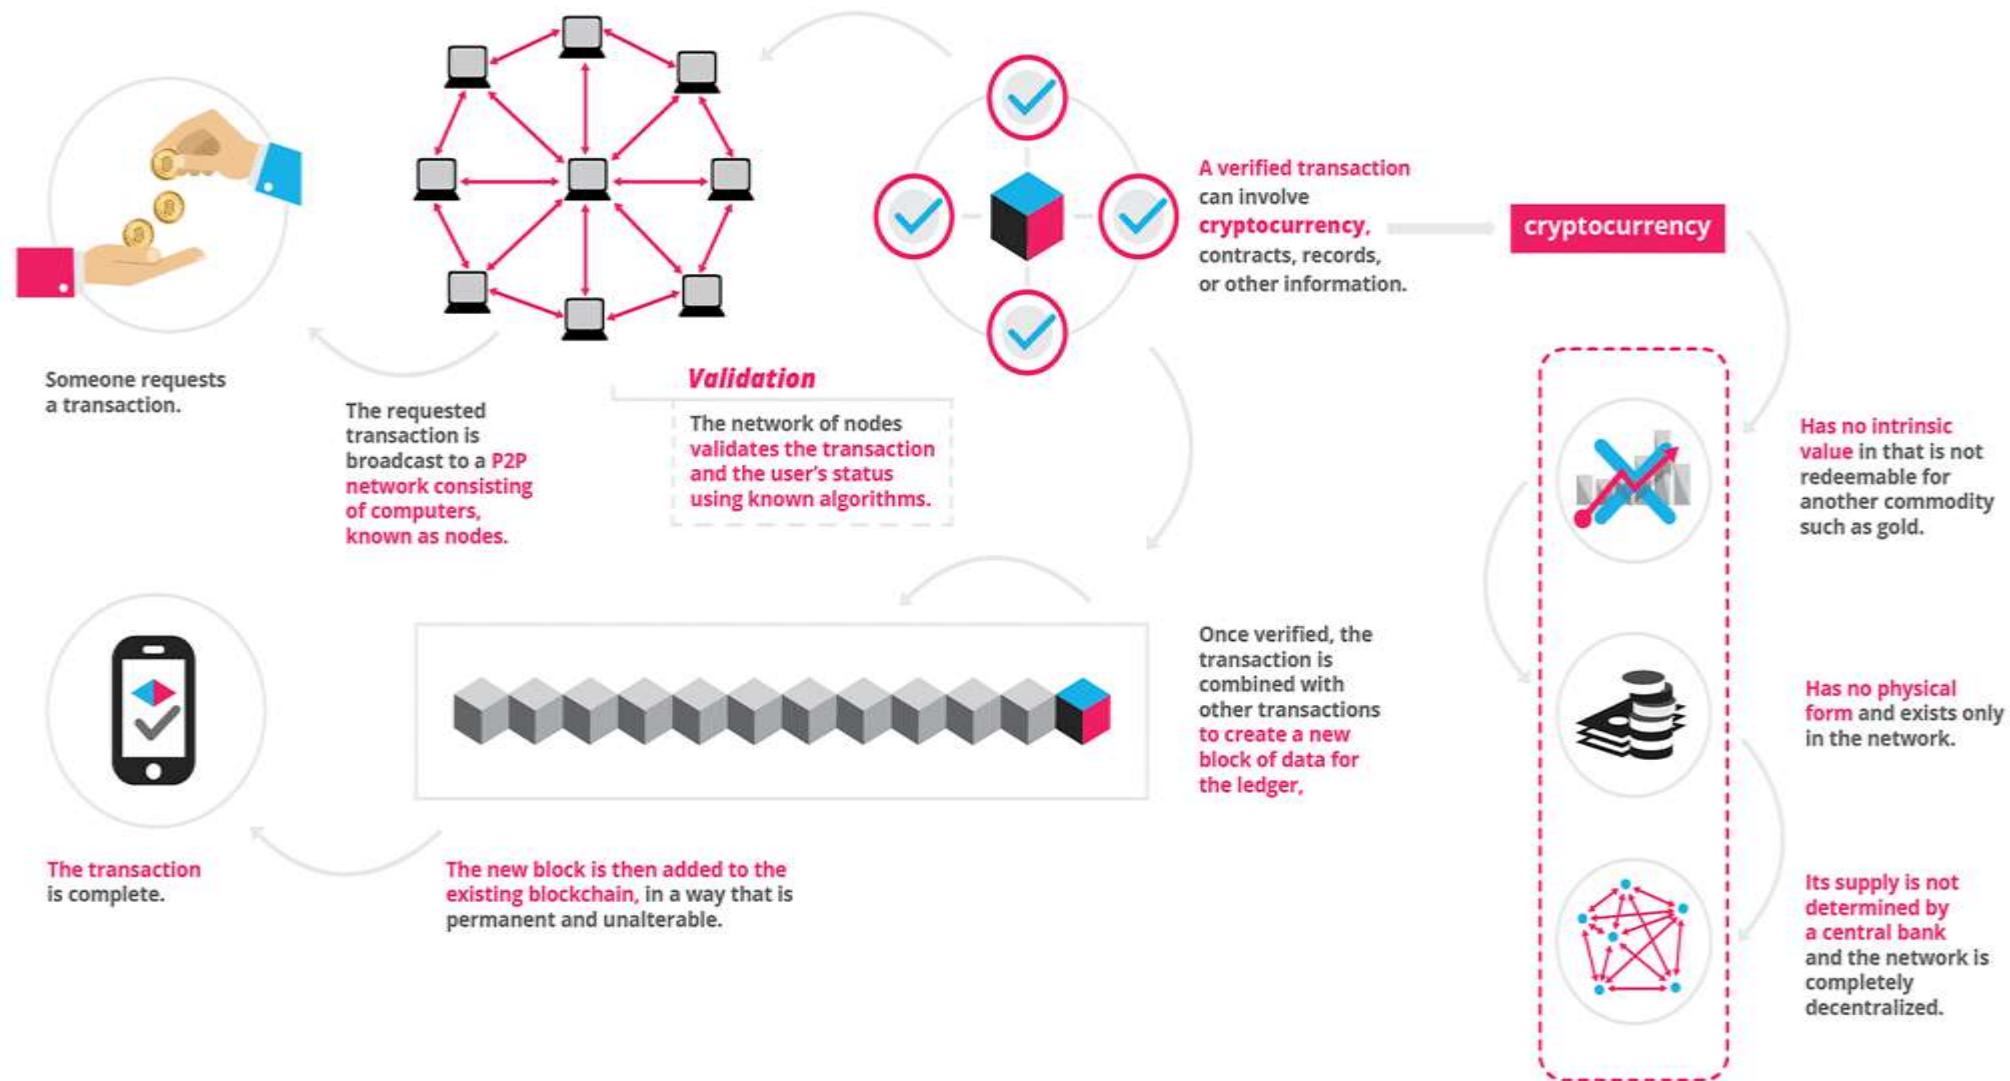 Someone requests
a transaction.
The requested
transaction is
broadcast to a P2P
network consisting
of computers,
known as nodes.
Validation
The network of nodes
validates the transaction
and the user's status
using known algorithms.
A verified transaction
can involve
cryptocurrency,
contracts, records,
or other information.
cryptocurrency
Has no intrinsic
value in that is not
redeemable for
another commodity
such as gold.
Has no physical
form and exists only
in the network.
Its supply is not
determined by
a central bank
and the network is
completely
decentralized.
Once verified, the
transaction is
combined with
other transactions
to create a new
block of data for
the ledger,
The new block is then added to the
existing blockchain, in a way that is
permanent and unalterable.
The transaction
is complete.